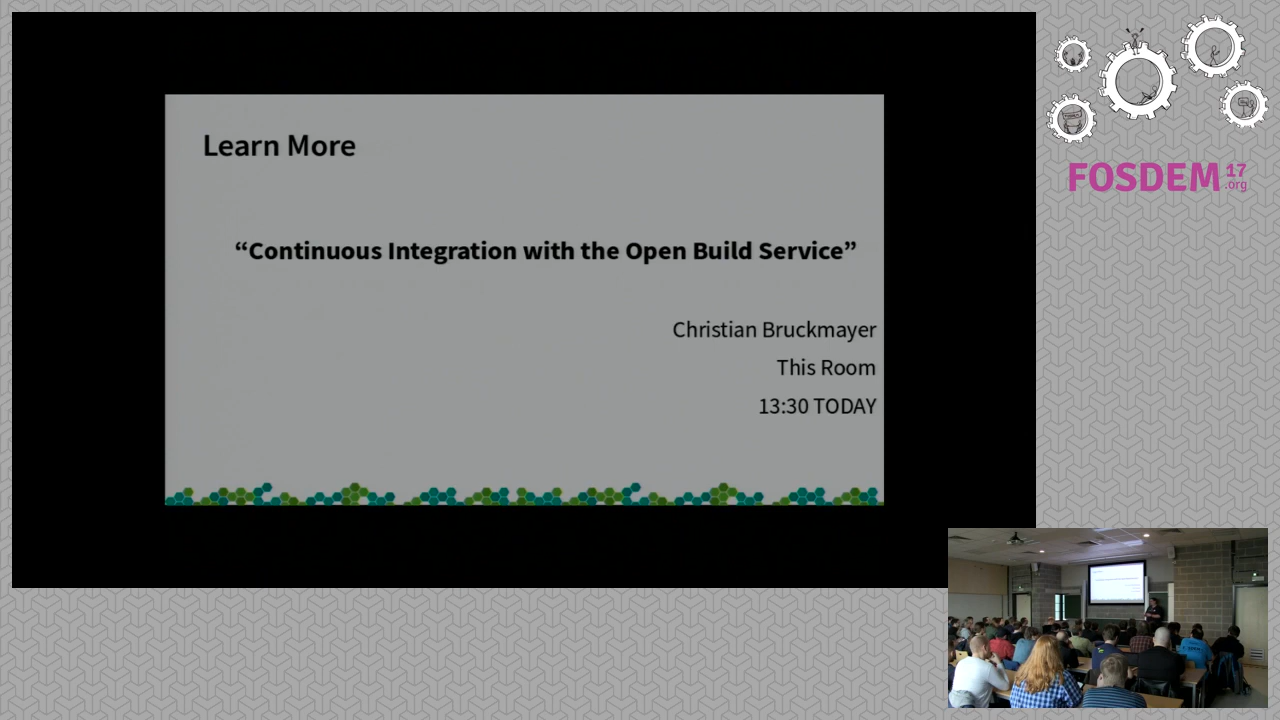 Learn More
“Continuous Integration with the Open Build Service”
Christian Bruckmayer
This Room
13:30 TODAY
FOSDEM 17
.org